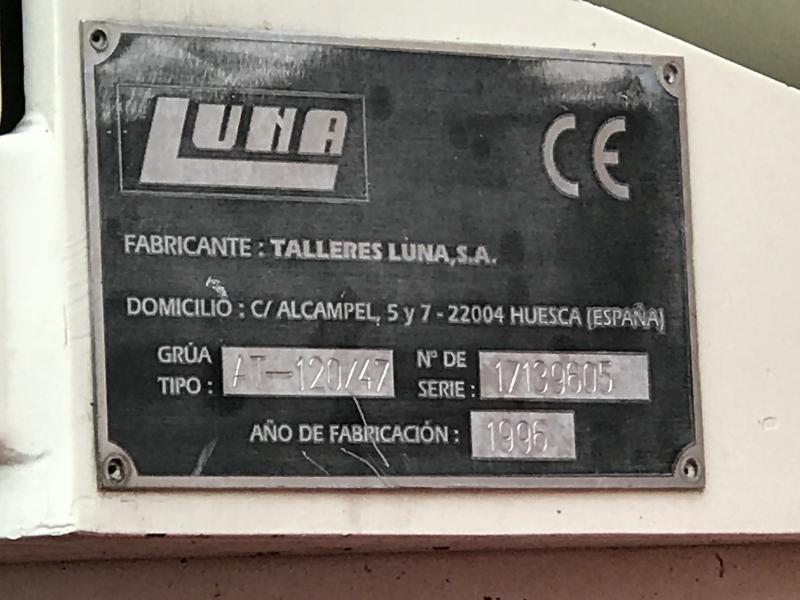 LUNA
CE
FABRICANTE : TALLERES LUNA, S.A.
DOMICILIO : C/ ALCAMPEL, 5 y 7 - 22004 HUESCA (ESPAÑA)
GRÚA TIPO : AT-120/47 Nº DE SERIE : 17139605
AÑO DE FABRICACIÓN : 1996